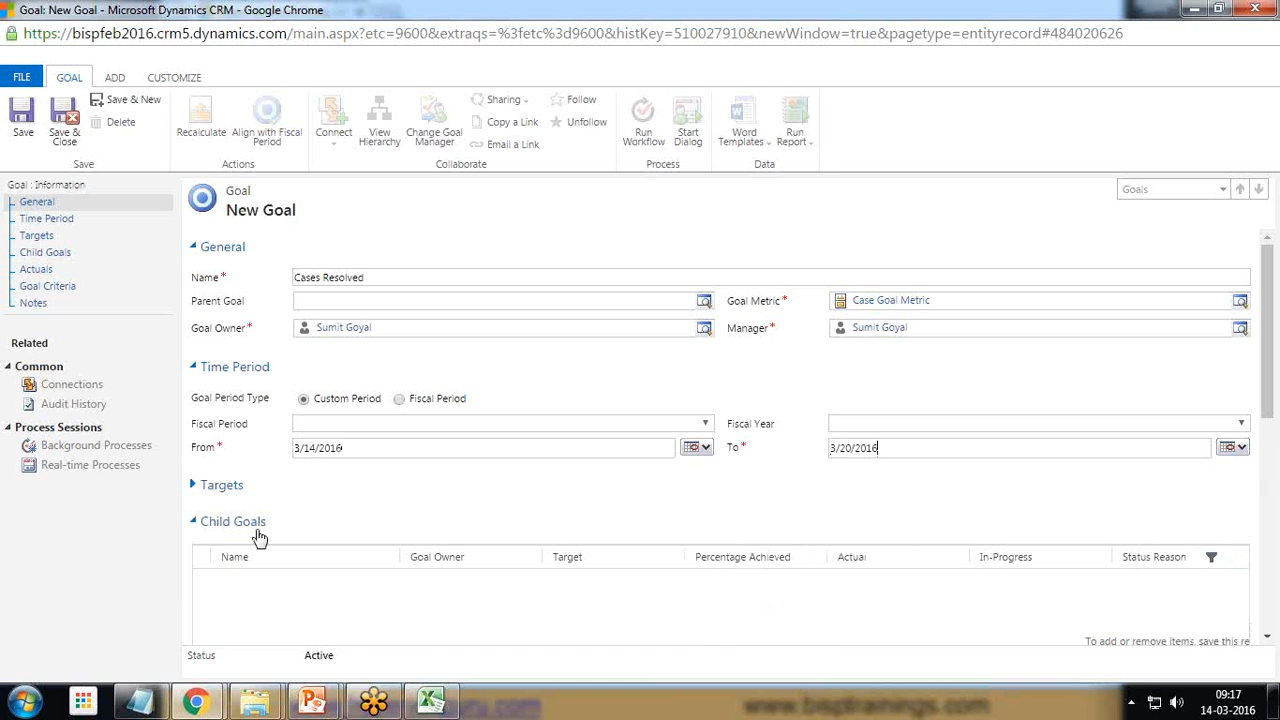 Goal: New Goal - Microsoft Dynamics CRM - Google Chrome
https://bispfeb2016.crm5.dynamics.com/main.aspx?etc=9600&extraqs=%3fetc%3d9600&histKey=510027910&newWindow=true&pagetype=entityrecord#484020626
FILE GOAL ADD CUSTOMIZE
Save
Save & Close
Save & New
Delete
Save
Recalculate
Align with Fiscal Period
Actions
Connect
View Hierarchy
Change Goal Manager
Sharing
Copy a Link
Email a Link
Collaborate
Follow
Unfollow
Run Workflow
Start Dialog
Process
Word Templates
Run Report
Data
Goal : Information
General
Time Period
Targets
Child Goals
Actuals
Goal Criteria
Notes
Related
Common
Connections
Audit History
Process Sessions
Background Processes
Real-time Processes
Goal
New Goal
Goals
General
Name* Cases Resolved
Parent Goal
Goal Metric* Case Goal Metric
Goal Owner* Sumit Goyal
Manager* Sumit Goyal
Time Period
Goal Period Type Custom Period Fiscal Period
Fiscal Period
Fiscal Year
From* 3/14/2016
To* 3/20/2016
Targets
Child Goals
Name Goal Owner Target Percentage Achieved Actual In-Progress Status Reason
To add or remove items, save this re
Status Active
www.bisptrainings.com
09:17
14-03-2016